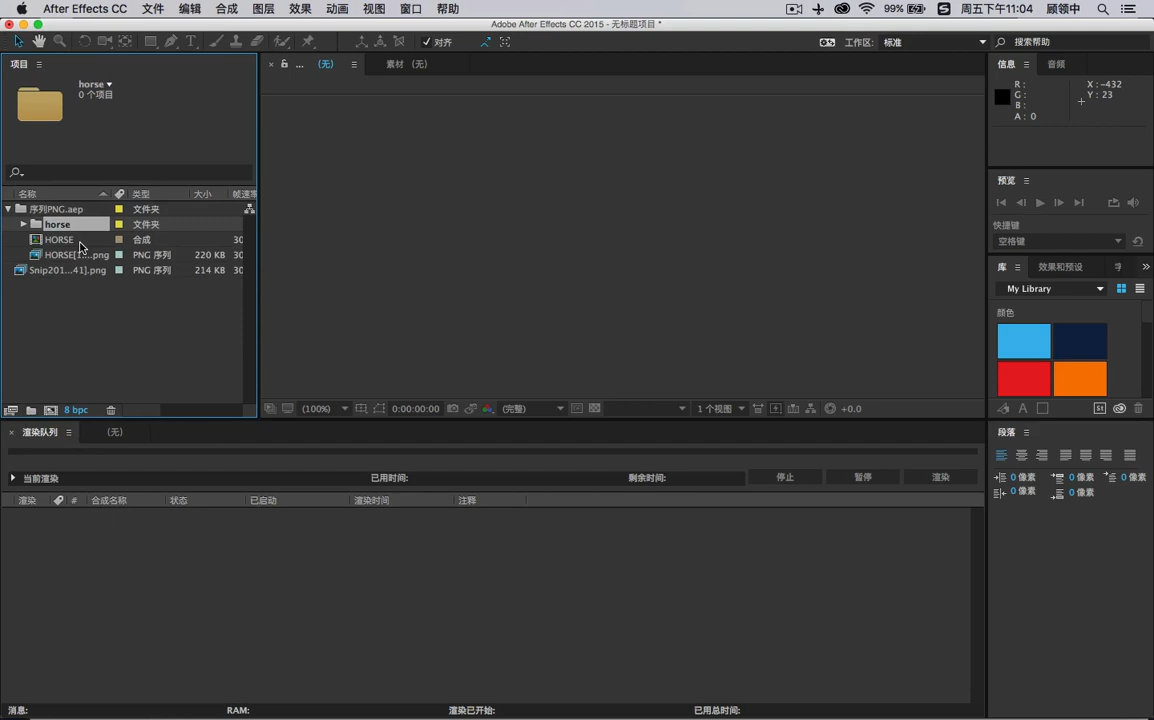 After Effects CC 文件 编辑 合成 图层 效果 动画 视图 窗口 帮助 99% 周五下午11:04 顾领中
Adobe After Effects CC 2015 - 无标题项目 *
对齐 工作区: 标准 搜索帮助
项目
... (无) 素材 (无)
信息 音频
horse
0 个项目
R :
G :
B :
A : 0
X : -432
Y : 23
预览
快捷键
空格键
名称 类型 大小 帧速率
序列PNG.aep 文件夹
horse 文件夹
HORSE 合成 30
HORSE[1...png PNG 序列 220 KB 30
Snip201...41].png PNG 序列 214 KB 30
库 效果和预设
My Library
颜色
8 bpc
(100%) 0:00:00:00 (完整) 1 个视图 +0.0
St
渲染队列 (无)
段落
当前渲染 已用时间: 剩余时间: 停止 暂停 渲染
渲染 # 合成名称 状态 已启动 渲染时间 注释
0 像素 0 像素 0 像素
0 像素 0 像素
消息: RAM: 渲染已开始: 已用总时间: